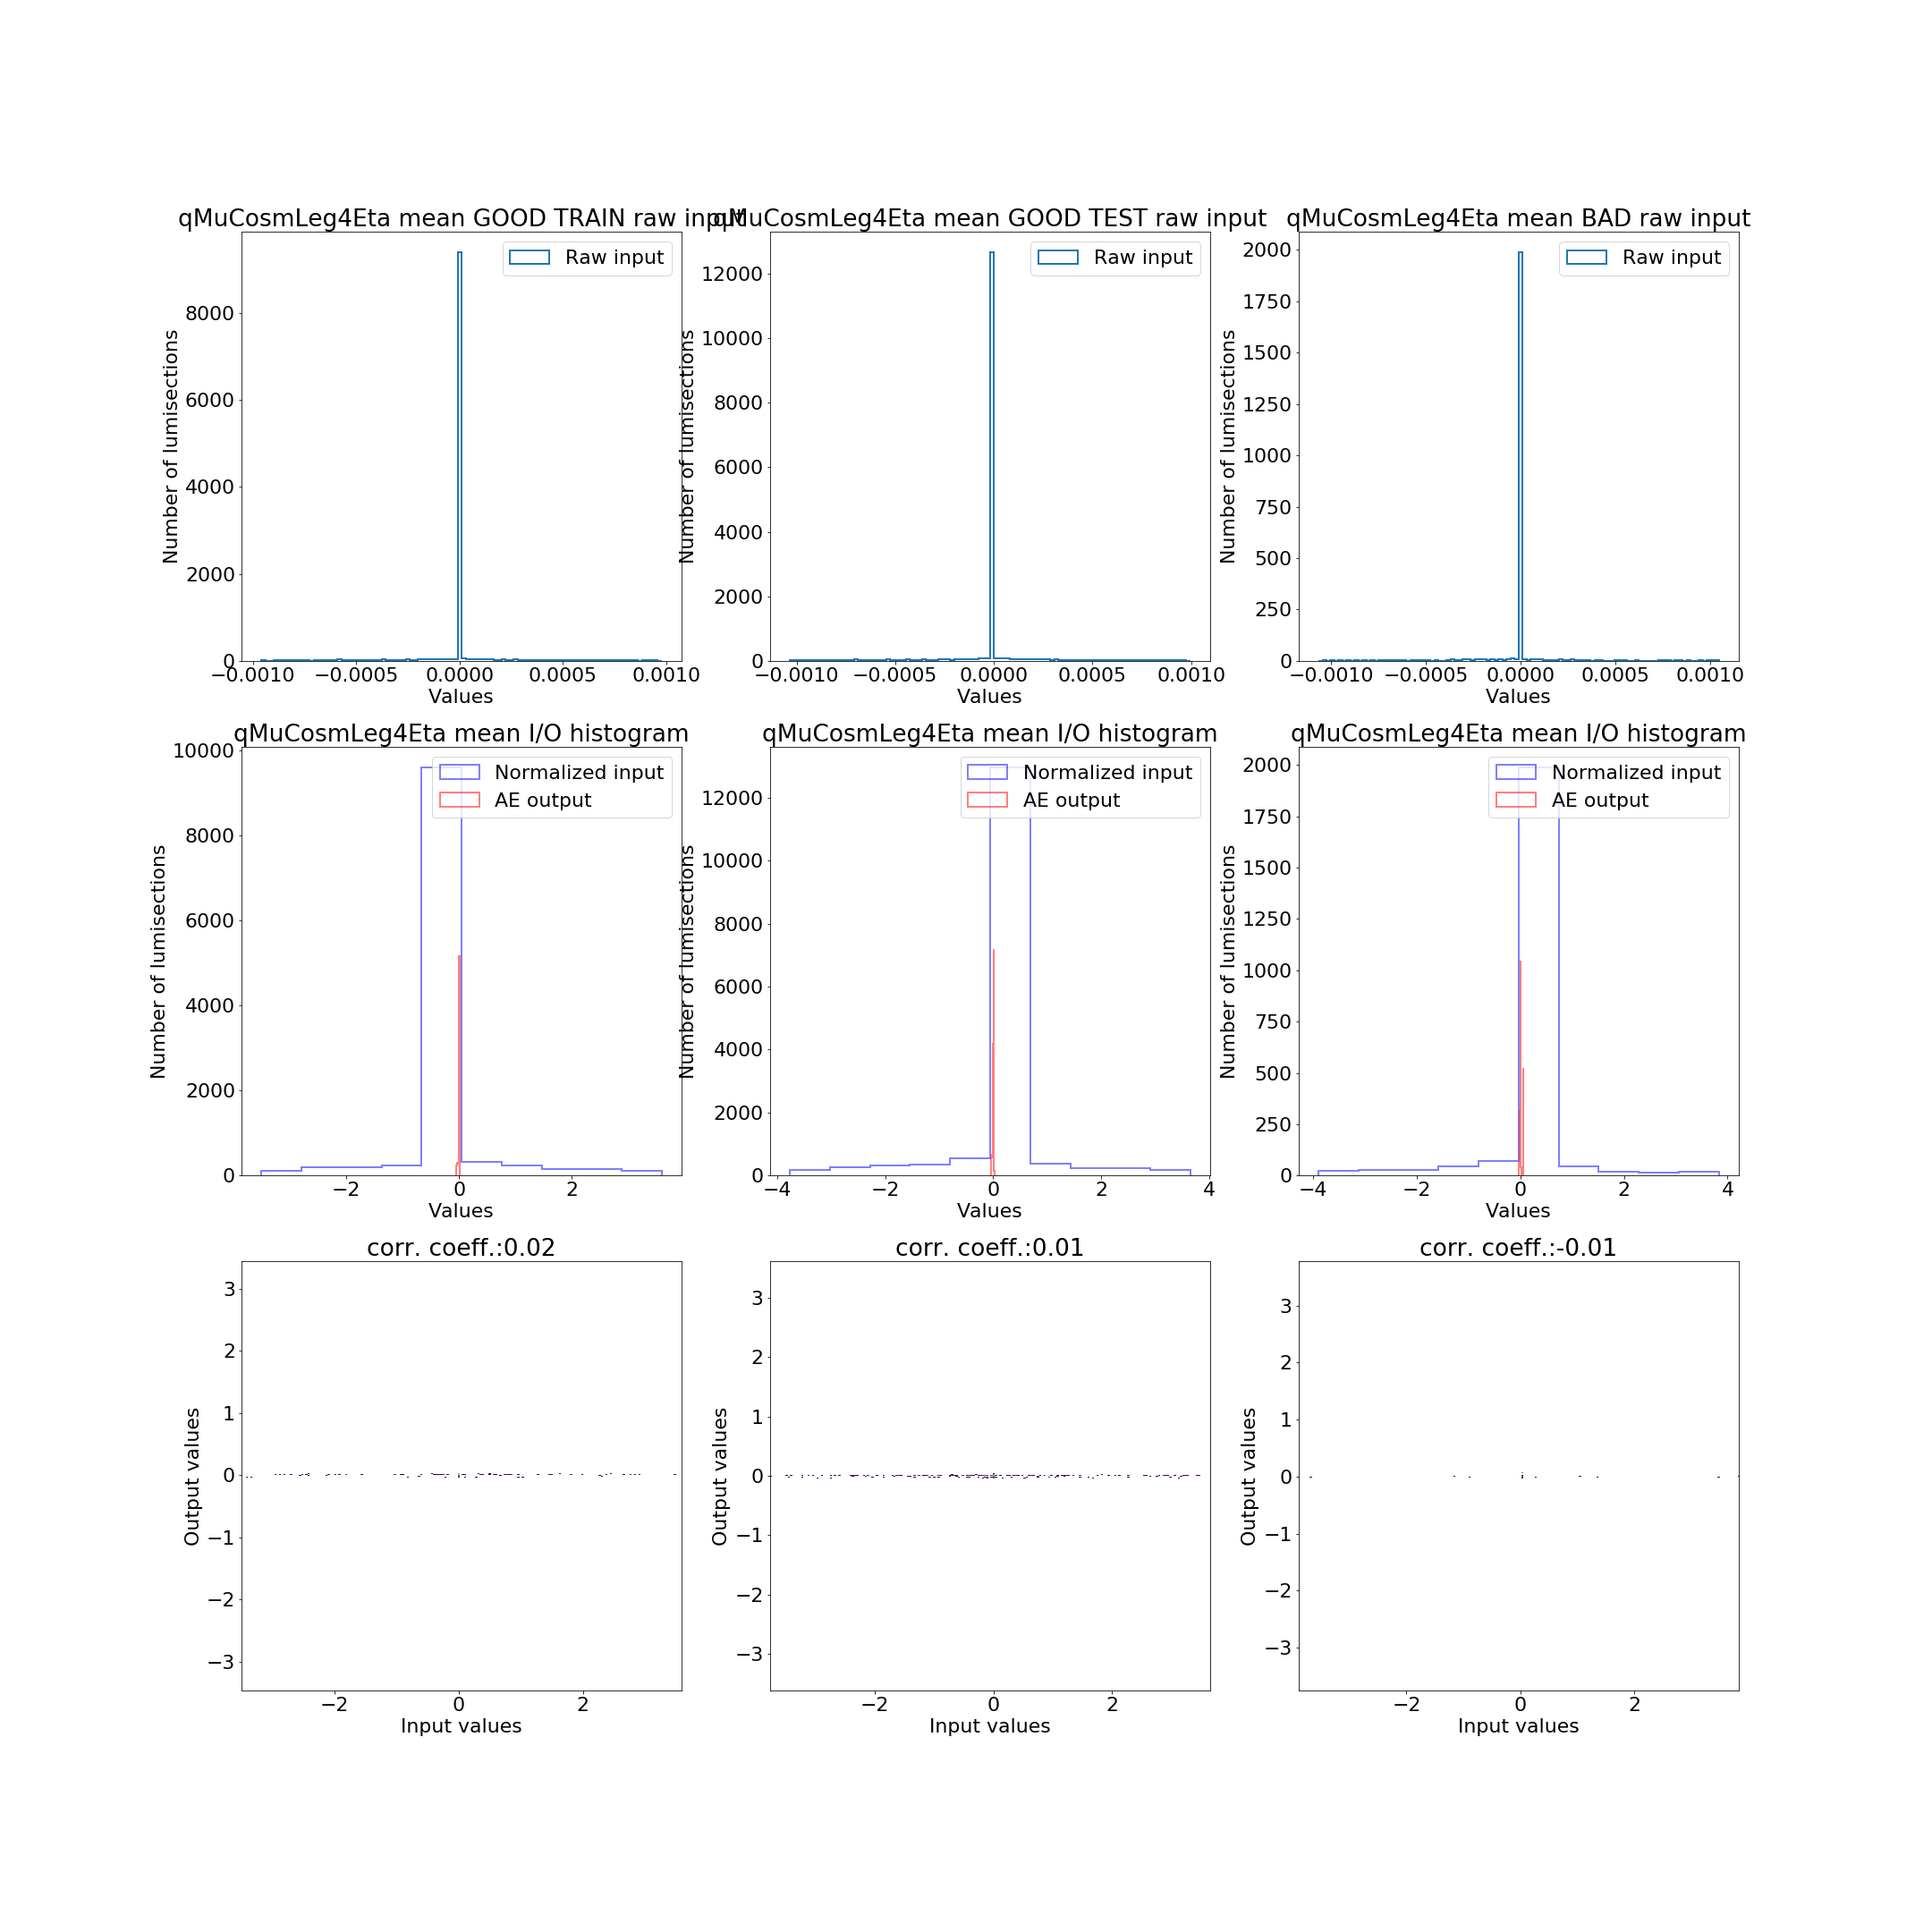 qMuCosmLeg4Eta mean GOOD TRAIN raw input
qMuCosmLeg4Eta mean GOOD TEST raw input
qMuCosmLeg4Eta mean BAD raw input
Raw input
Raw input
Raw input
Number of lumisections
8000
6000
4000
2000
0
−0.0010
−0.0005
0.0000
0.0005
0.0010
Values
Number of lumisections
12000
10000
8000
6000
4000
2000
0
−0.0010
−0.0005
0.0000
0.0005
0.0010
Values
Number of lumisections
2000
1750
1500
1250
1000
750
500
250
0
−0.0010
−0.0005
0.0000
0.0005
0.0010
Values
qMuCosmLeg4Eta mean I/O histogram
Normalized input
AE output
Number of lumisections
10000
8000
6000
4000
2000
0
−2
0
2
Values
qMuCosmLeg4Eta mean I/O histogram
Normalized input
AE output
Number of lumisections
12000
10000
8000
6000
4000
2000
0
−4
−2
0
2
4
Values
qMuCosmLeg4Eta mean I/O histogram
Normalized input
AE output
Number of lumisections
2000
1750
1500
1250
1000
750
500
250
0
−4
−2
0
2
4
Values
corr. coeff.:0.02
Output values
3
2
1
0
−1
−2
−3
−2
0
2
Input values
corr. coeff.:0.01
Output values
3
2
1
0
−1
−2
−3
−2
0
2
Input values
corr. coeff.:-0.01
Output values
3
2
1
0
−1
−2
−3
−2
0
2
Input values